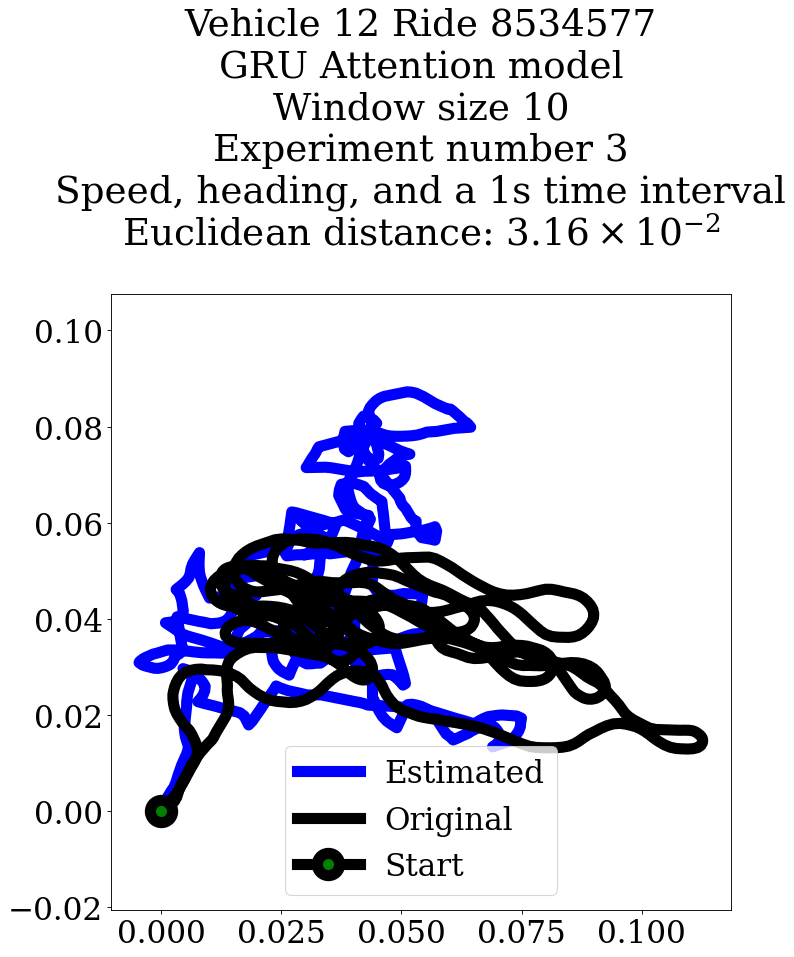 Vehicle 12 Ride 8534577
GRU Attention model
Window size 10
Experiment number 3
Speed, heading, and a 1s time interval
Euclidean distance: 3.16 × 10⁻²
0.10
0.08
0.06
0.04
0.02
0.00
−0.02
Estimated
Original
Start
0.000 0.025 0.050 0.075 0.100